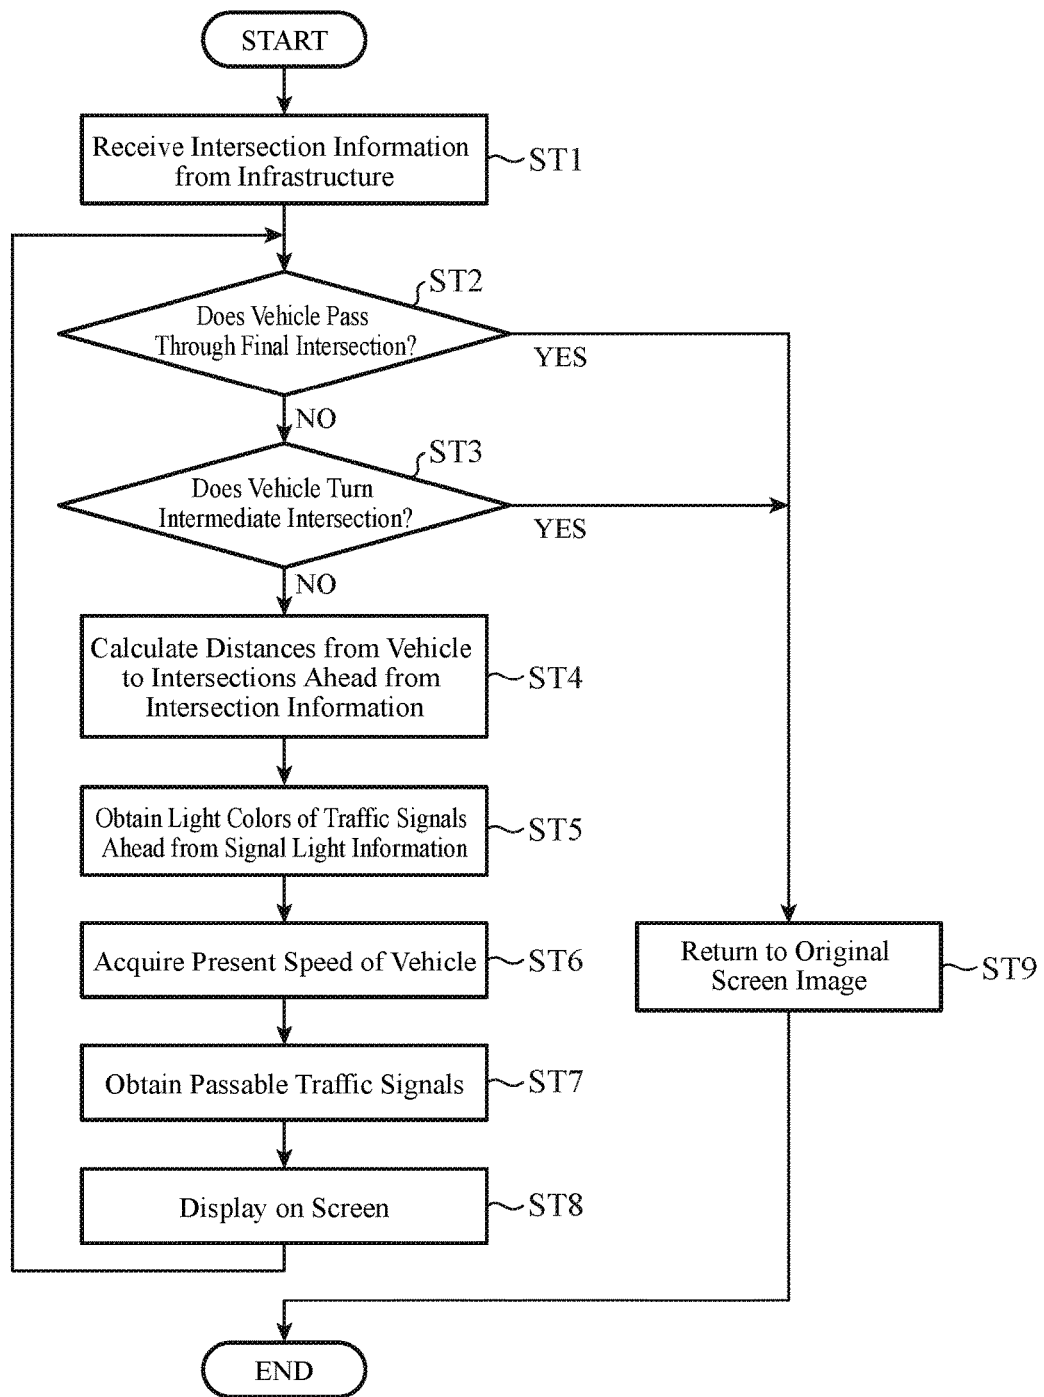 START
Receive Intersection Information
from Infrastructure
ST1
ST2
Does Vehicle Pass
Through Final Intersection?
YES
NO
ST3
Does Vehicle Turn
Intermediate Intersection?
YES
NO
Calculate Distances from Vehicle
to Intersections Ahead from
Intersection Information
ST4
Obtain Light Colors of Traffic Signals
Ahead from Signal Light Information
ST5
Acquire Present Speed of Vehicle
ST6
Return to Original
Screen Image
ST9
Obtain Passable Traffic Signals
ST7
Display on Screen
ST8
END